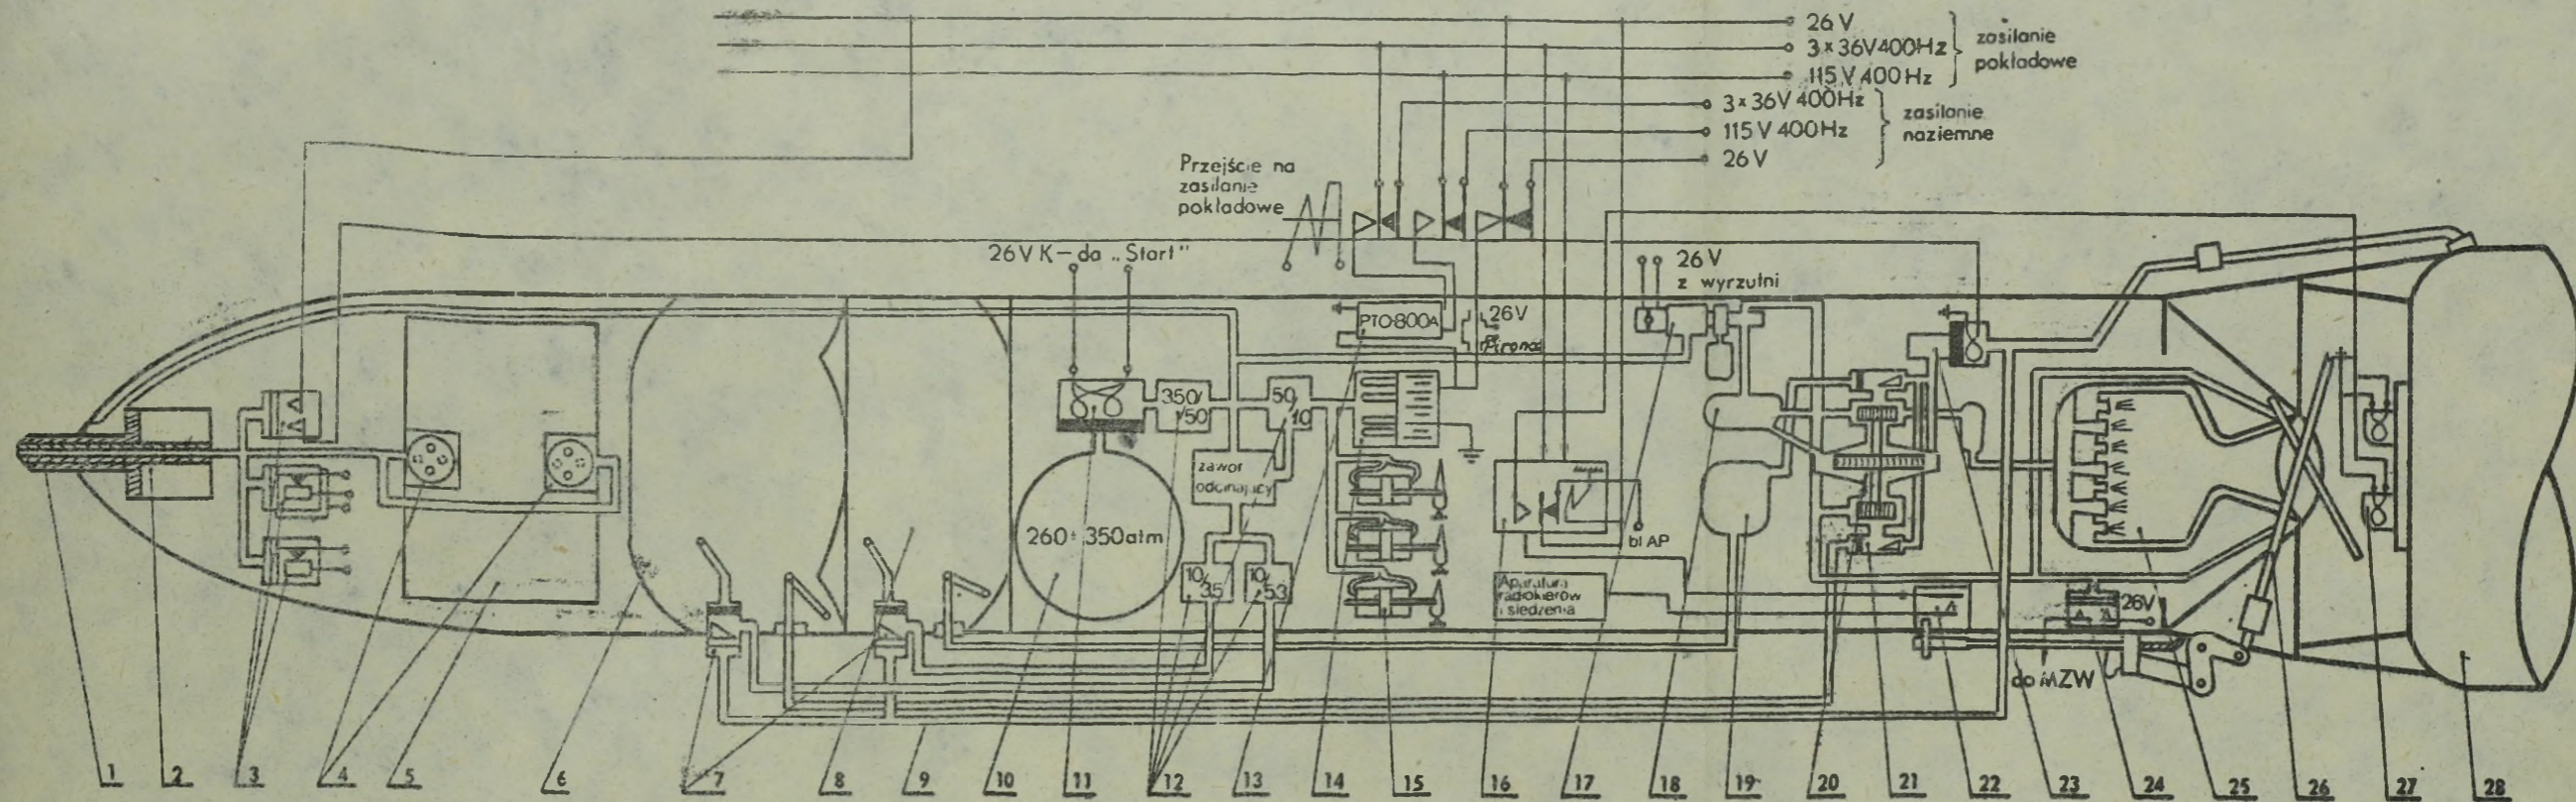 26 V
3×36V400Hz
115 V 400 Hz
zasilanie
pokładowe
3×36V 400Hz
115 V 400Hz
26 V
zasilanie
naziemne
Przejście na
zasilanie
pokładowe
26V K-da „Start"
26 V
z wyrzutni
PTO-800A
26V
350/
50
50/
10
zawór
odcinający
260÷350atm
10/
35
10/
53
bl AP
Aparatura
radiokierow
i śledzenia
26V
do MZW
1 2 3 4 5 6 7 8 9 10 11 12 13 14 15 16 17 18 19 20 21 22 23 24 25 26 27 28